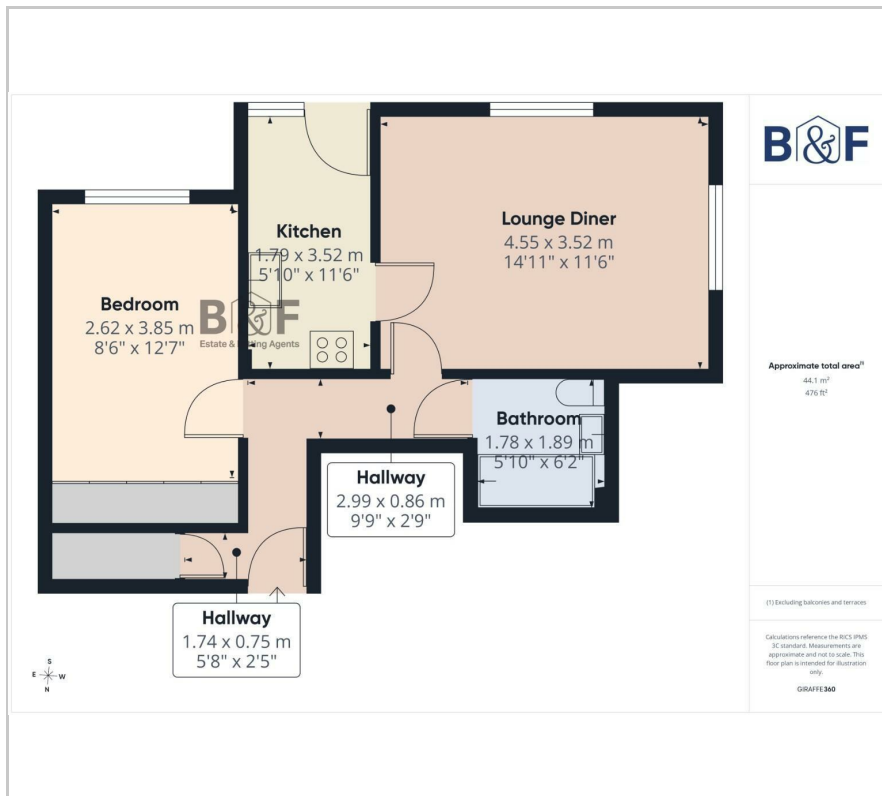 B&F
Kitchen
1.79 x 3.52 m
5'10" x 11'6"
Lounge Diner
4.55 x 3.52 m
14'11" x 11'6"
Bedroom
2.62 x 3.85 m
8'6" x 12'7"
B&F
Estate & Letting Agents
Approximate total area⁽¹⁾
44.1 m²
476 ft²
Bathroom
1.78 x 1.89 m
5'10" x 6'2"
Hallway
2.99 x 0.86 m
9'9" x 2'9"
Hallway
1.74 x 0.75 m
5'8" x 2'5"
(1) Excluding balconies and terraces
Calculations reference the RICS IPMS
3C standard. Measurements are
approximate and not to scale. This
floor plan is intended for illustration
only.
GIRAFFE360
S
E W
N